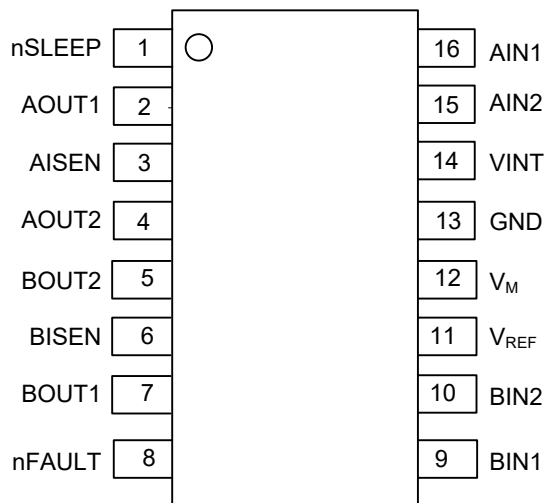 nSLEEP 1 16 AIN1
AOUT1 2 15 AIN2
AISEN 3 14 VINT
AOUT2 4 13 GND
BOUT2 5 12 VM
BISEN 6 11 VREF
BOUT1 7 10 BIN2
nFAULT 8 9 BIN1